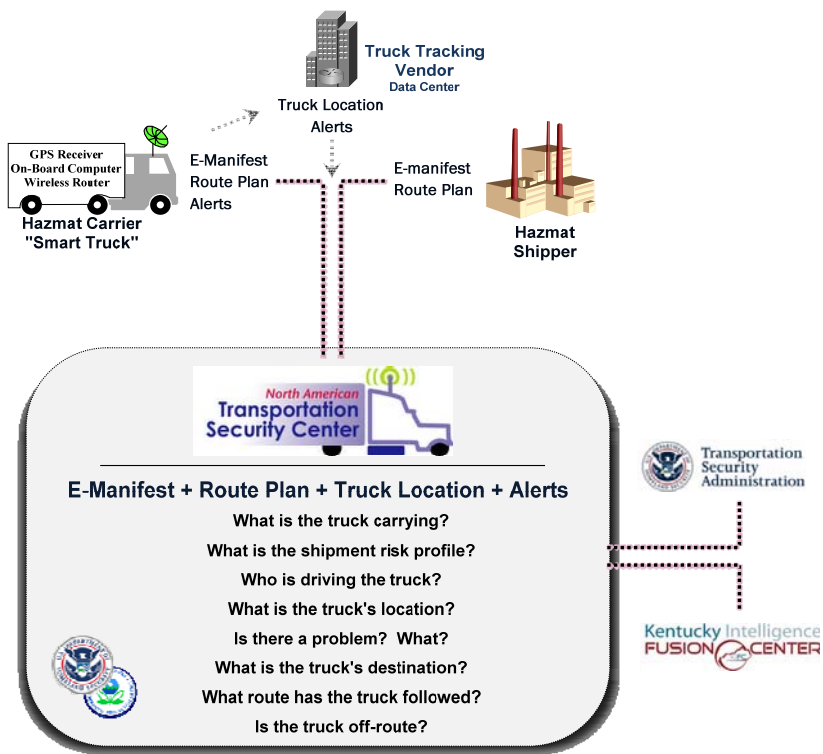 Truck Tracking
Vendor
Data Center
Truck Location
Alerts
GPS Receiver
On-Board Computer
Wireless Router
E-Manifest
Route Plan
Alerts
Hazmat Carrier
"Smart Truck"
E-manifest
Route Plan
Hazmat
Shipper
North American
Transportation
Security Center
E-Manifest + Route Plan + Truck Location + Alerts
What is the truck carrying?
What is the shipment risk profile?
Who is driving the truck?
What is the truck's location?
Is there a problem?  What?
What is the truck's destination?
What route has the truck followed?
Is the truck off-route?
Transportation
Security
Administration
Kentucky Intelligence
FUSION CENTER